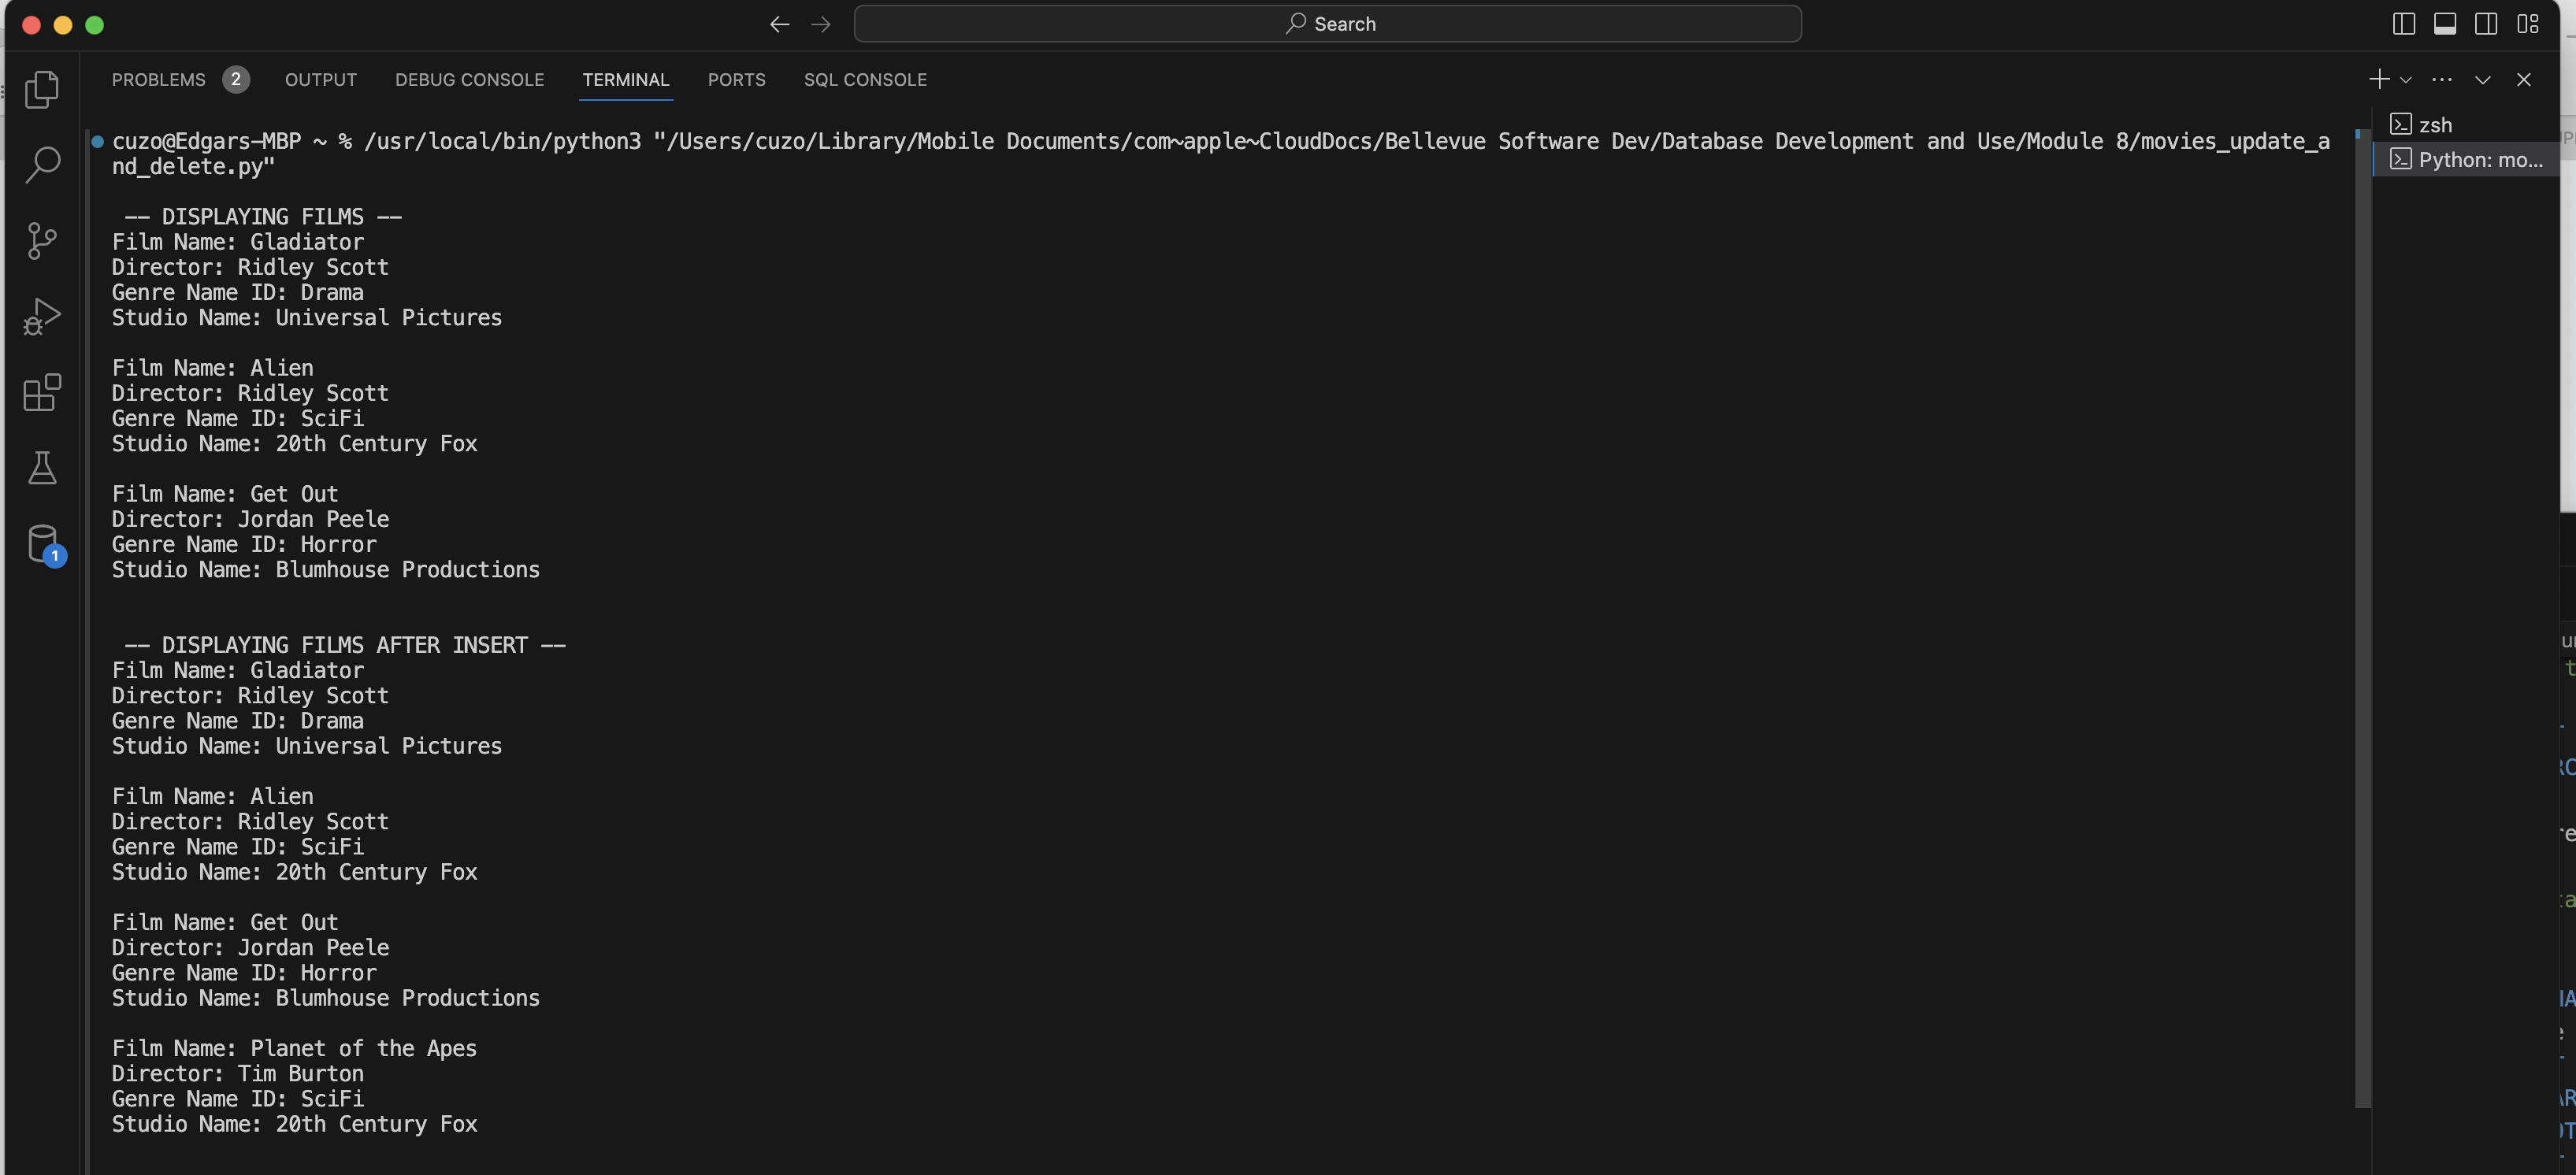 Search
PROBLEMS 2 OUTPUT DEBUG CONSOLE TERMINAL PORTS SQL CONSOLE
zsh
Python: mo...
cuzo@Edgars-MBP ~ % /usr/local/bin/python3 "/Users/cuzo/Library/Mobile Documents/com~apple~CloudDocs/Bellevue Software Dev/Database Development and Use/Module 8/movies_update_a
nd_delete.py"
-- DISPLAYING FILMS --
Film Name: Gladiator
Director: Ridley Scott
Genre Name ID: Drama
Studio Name: Universal Pictures
Film Name: Alien
Director: Ridley Scott
Genre Name ID: SciFi
Studio Name: 20th Century Fox
Film Name: Get Out
Director: Jordan Peele
Genre Name ID: Horror
Studio Name: Blumhouse Productions
1
-- DISPLAYING FILMS AFTER INSERT --
Film Name: Gladiator
Director: Ridley Scott
Genre Name ID: Drama
Studio Name: Universal Pictures
Film Name: Alien
Director: Ridley Scott
Genre Name ID: SciFi
Studio Name: 20th Century Fox
Film Name: Get Out
Director: Jordan Peele
Genre Name ID: Horror
Studio Name: Blumhouse Productions
Film Name: Planet of the Apes
Director: Tim Burton
Genre Name ID: SciFi
Studio Name: 20th Century Fox